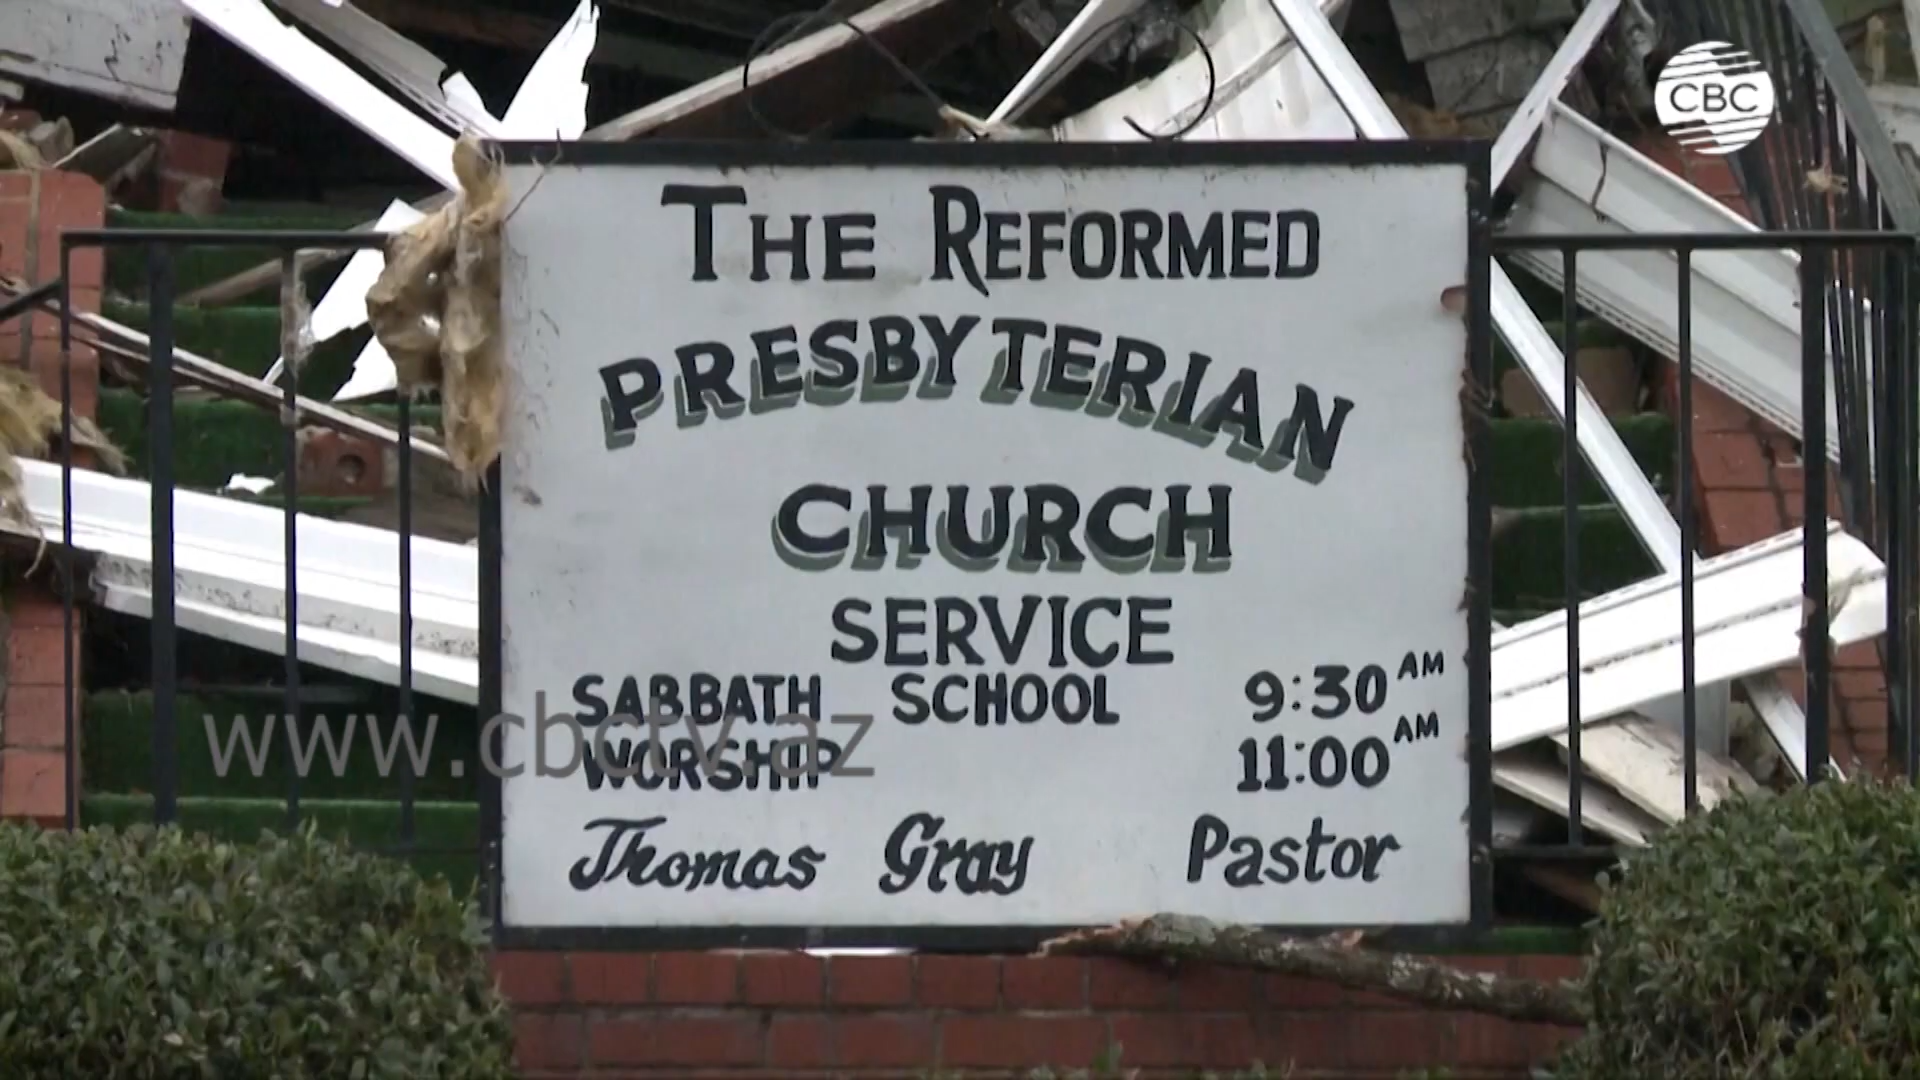 CBC
THE REFORMED
PRESBYTERIAN
CHURCH
SERVICE
SABBATH SCHOOL 9:30 AM
WORSHIP 11:00 AM
www.cbctv.az
Thomas Gray Pastor